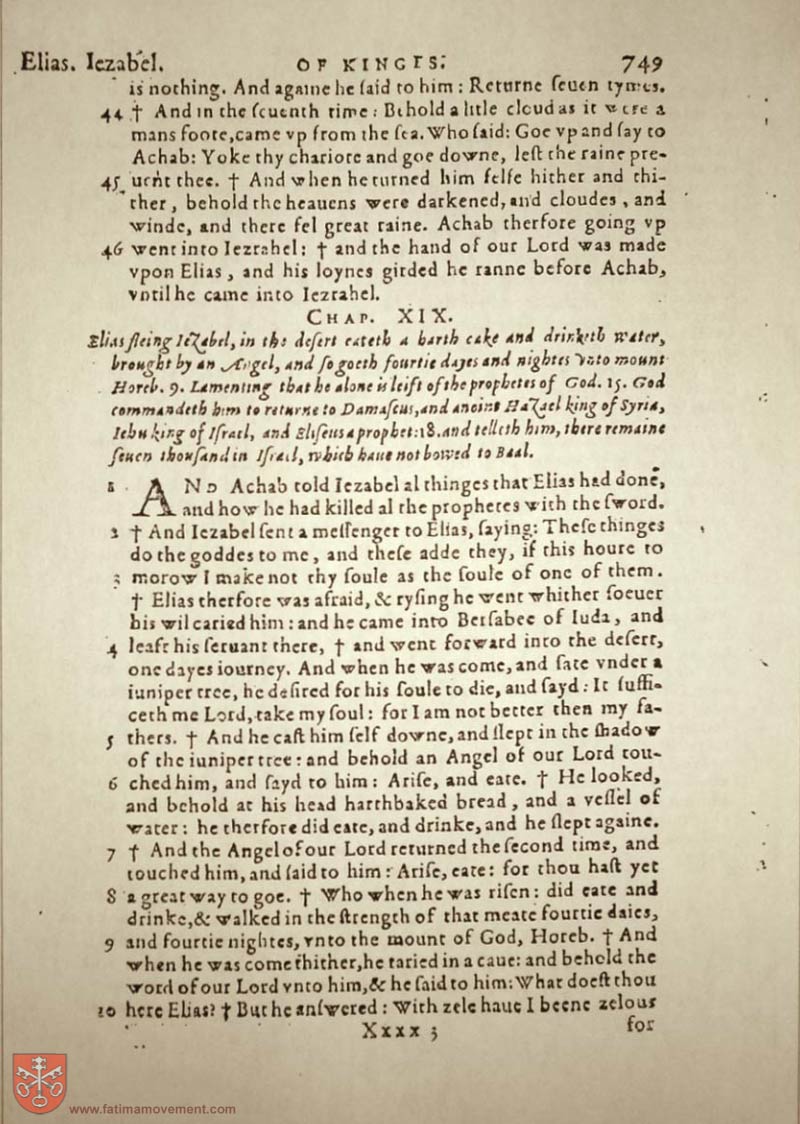 Elias. Iezabel. OF KINGES. 749
is nothing. And againe he ſaid to him : Returne ſeuen tymes.
44 † And in the ſeuenth time : Behold a litle cloud as it were a
mans foote, came vp from the ſea. Who ſaid: Goe vp and ſay to
Achab: Yoke thy chariote and goe downe, leſt the raine pre-
45 uent thee. † And when he turned him ſelfe hither and thi-
ther, behold the heauens were darkened, and cloudes, and
winde, and there fel great raine. Achab therfore going vp
46 went into Iezrahel: † and the hand of our Lord was made
vpon Elias, and his loynes girded he ranne before Achab,
vntil he came into Iezrahel.
CHAP. XIX.
Elias fleing Iezabel, in the deſert eateth a harth cake and drinketh water,
brought by an Angel, and ſo goeth fourtie dayes and nightes vnto mount
Horeb. 9. Lamenting that he alone is leift of the prophetes of God. 15. God
commandeth him to returne to Damaſcus, and anoint Hazael king of Syria,
Iehu king of Iſrael, and Eliſeus a prophet: 18. and telleth him, there remaine
ſeuen thouſand in Iſrael, which haue not bowed to Baal.
1 AND Achab told Iezabel al thinges that Elias had done,
and how he had killed al the prophetes with the ſword.
2 † And Iezabel ſent a meſſenger to Elias, ſaying: Theſe thinges
do the goddes to me, and theſe adde they, if this houre to
3 morow I make not thy ſoule as the ſoule of one of them.
† Elias therfore was afraid, & ryſing he went whither ſoeuer
his wil caried him : and he came into Berſabee of Iuda, and
4 leaft his ſeruant there, † and went forward into the deſert,
one dayes iourney. And when he was come, and ſate vnder a
iuniper tree, he deſired for his ſoule to die, and ſayd : It ſuffi-
ceth me Lord, take my ſoul : for I am not better then my fa-
5 thers. † And he caſt him ſelf downe, and ſlept in the ſhadow
of the iuniper tree : and behold an Angel of our Lord tou-
6 ched him, and ſayd to him : Ariſe, and eate. † He looked,
and behold at his head harthbaked bread, and a veſſel of
water : he therfore did eate, and drinke, and he ſlept againe.
7 † And the Angel of our Lord returned the ſecond time, and
touched him, and ſaid to him : Ariſe, eate : for thou haſt yet
8 a great way to goe. † Who when he was riſen : did eate and
drinke, & walked in the ſtrength of that meate fourtie daies,
9 and fourtie nightes, vnto the mount of God, Horeb. † And
when he was come thither, he taried in a caue : and behold the
word of our Lord vnto him, & he ſaid to him: What doeſt thou
10 here Elias? † But he anſwered : With zele haue I beene zelous
Xxxx 3 for
www.fatimamovement.com